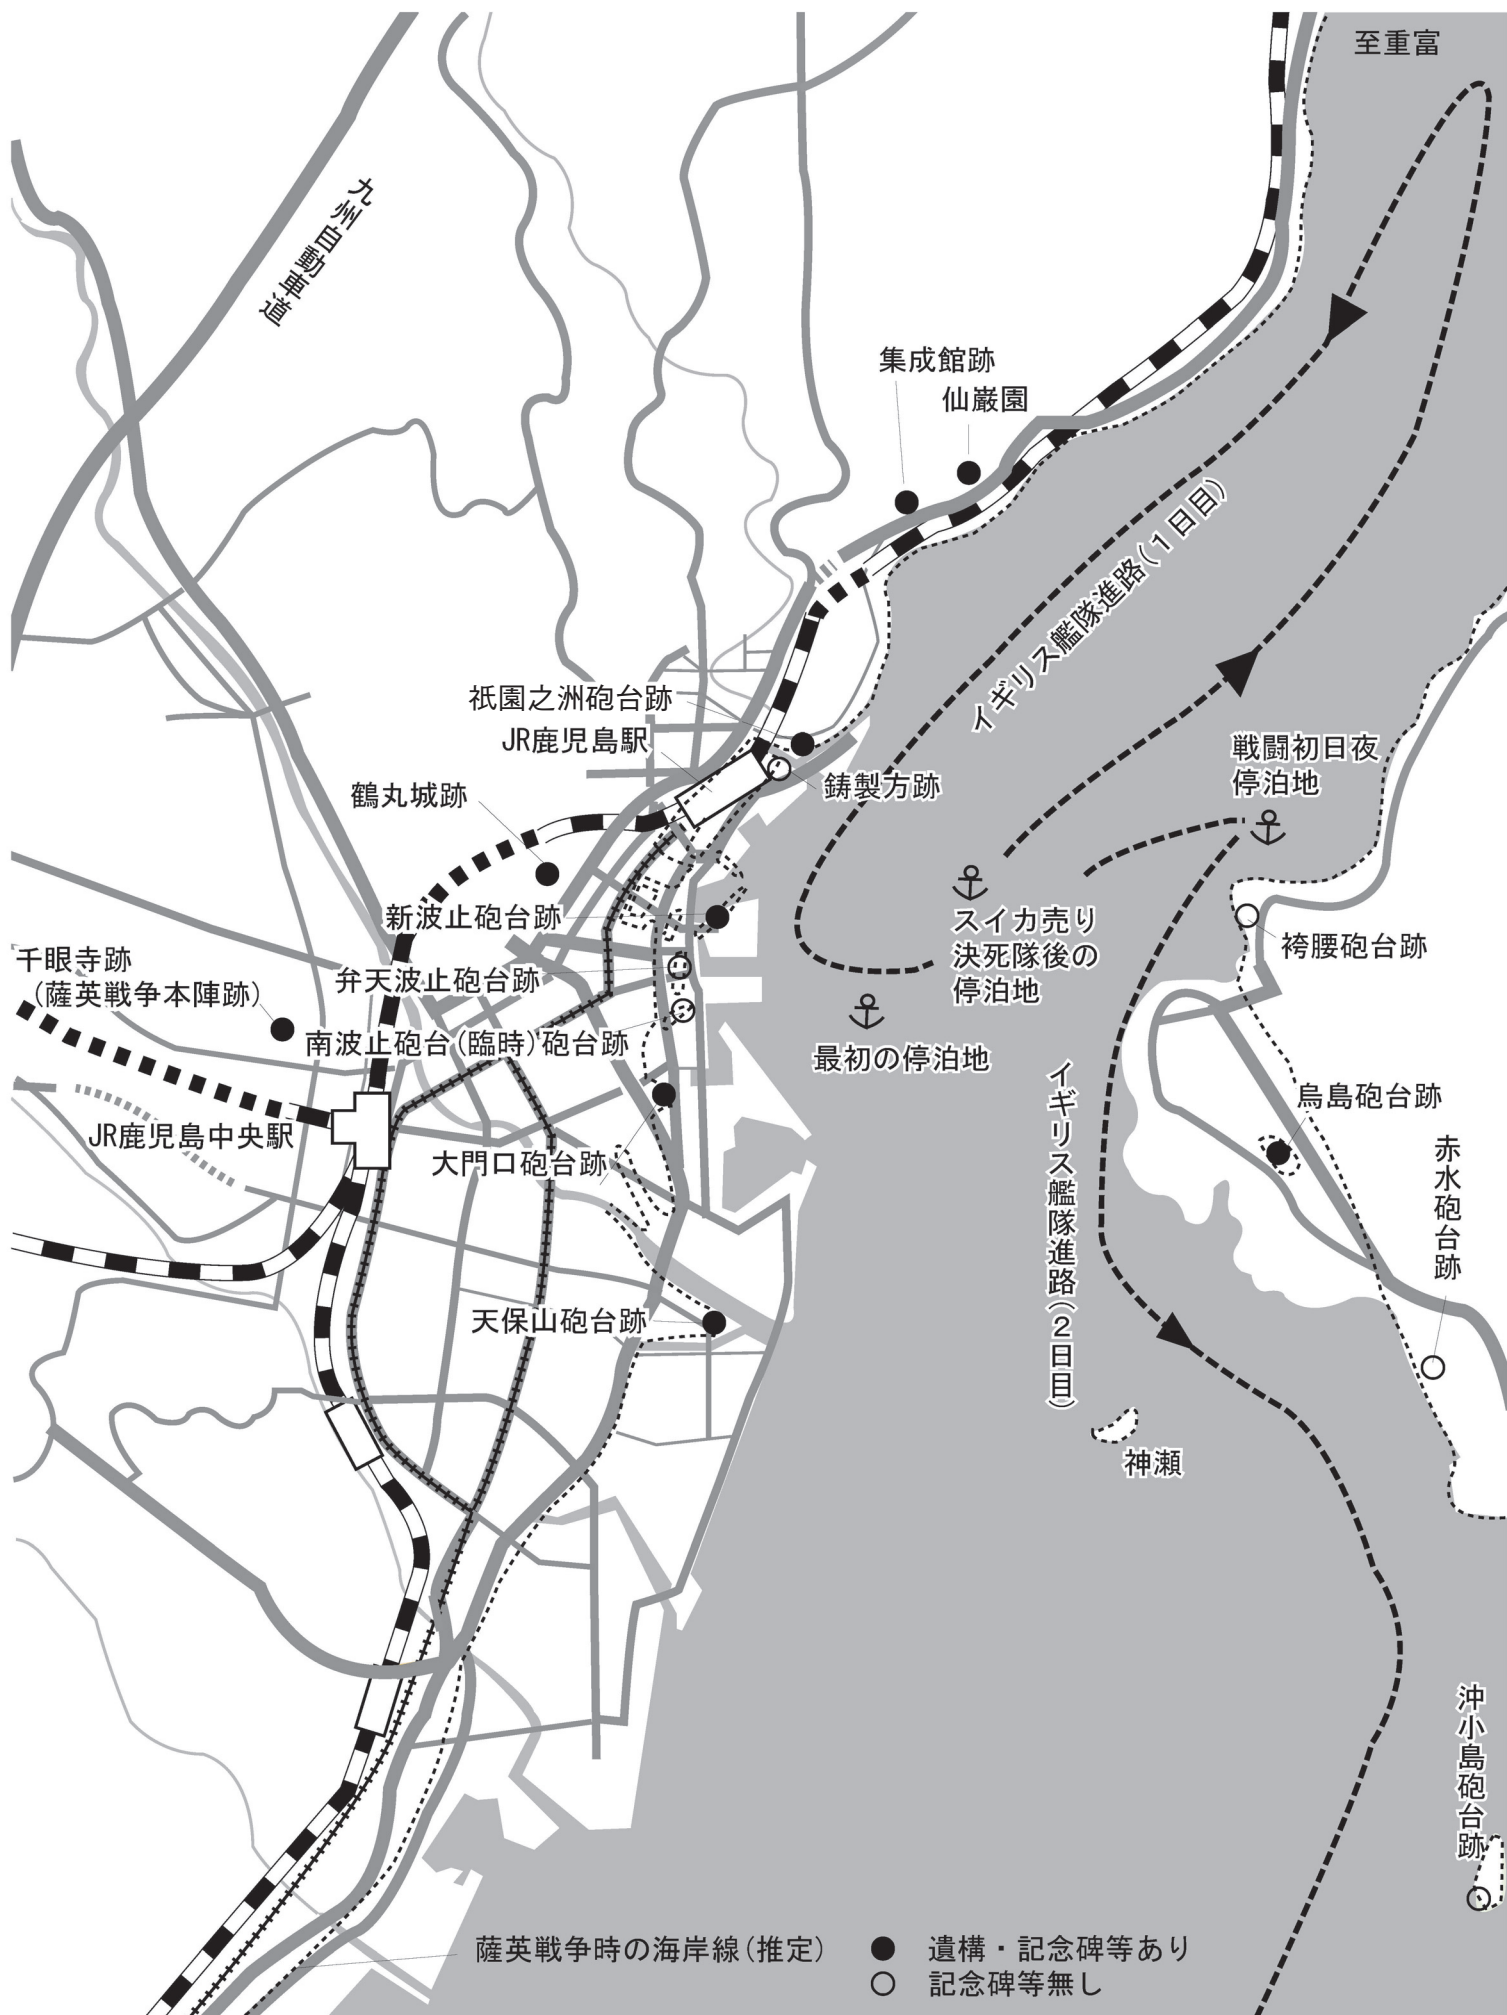 至重富
九州自動車道
集成館跡
仙巌園
イギリス艦隊進路(1日目)
祇園之洲砲台跡
JR鹿児島駅
戦闘初日夜
停泊地
鋳製方跡
鶴丸城跡
新波止砲台跡
スイカ売り
決死隊後の
停泊地
袴腰砲台跡
千眼寺跡
(薩英戦争本陣跡)
弁天波止砲台跡
南波止砲台(臨時)砲台跡
最初の停泊地
イギリス艦隊進路(2日目)
烏島砲台跡
JR鹿児島中央駅
大門口砲台跡
赤水砲台跡
天保山砲台跡
神瀬
沖小島砲台跡
薩英戦争時の海岸線(推定)
● 遺構・記念碑等あり
○ 記念碑等無し